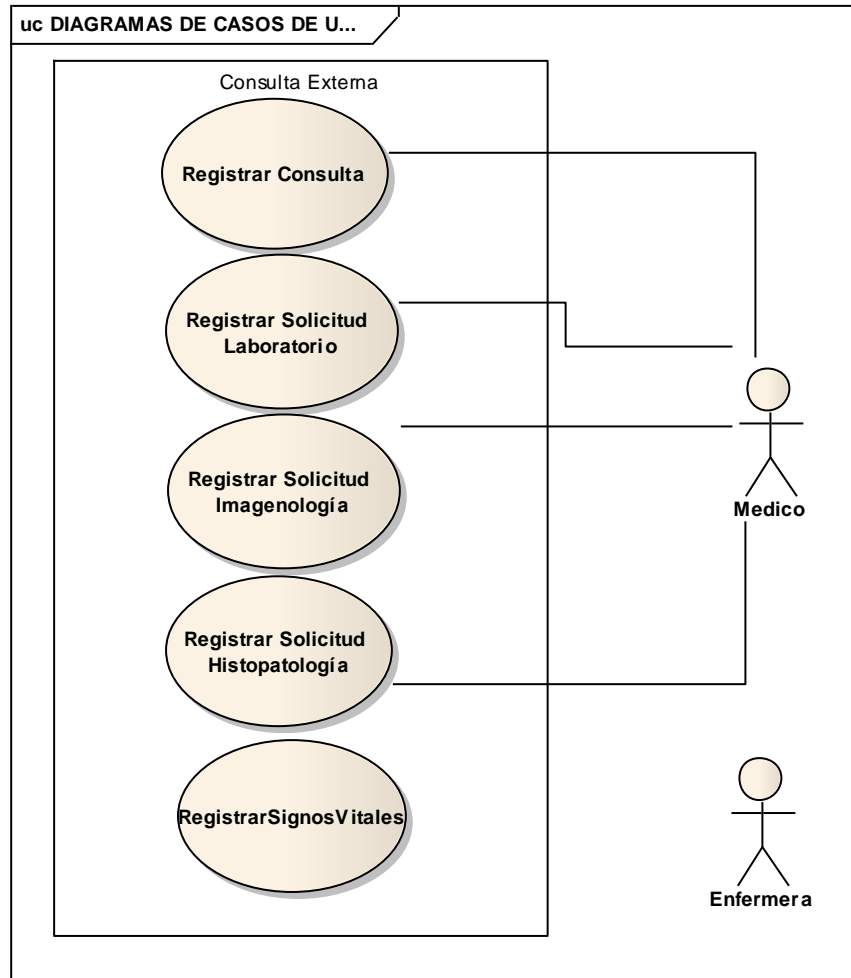 uc DIAGRAMAS DE CASOS DE U...
Consulta Externa
Registrar Consulta
Registrar Solicitud
Laboratorio
Registrar Solicitud
Imagenología
Medico
Registrar Solicitud
Histopatología
RegistrarSignosVitales
Enfermera